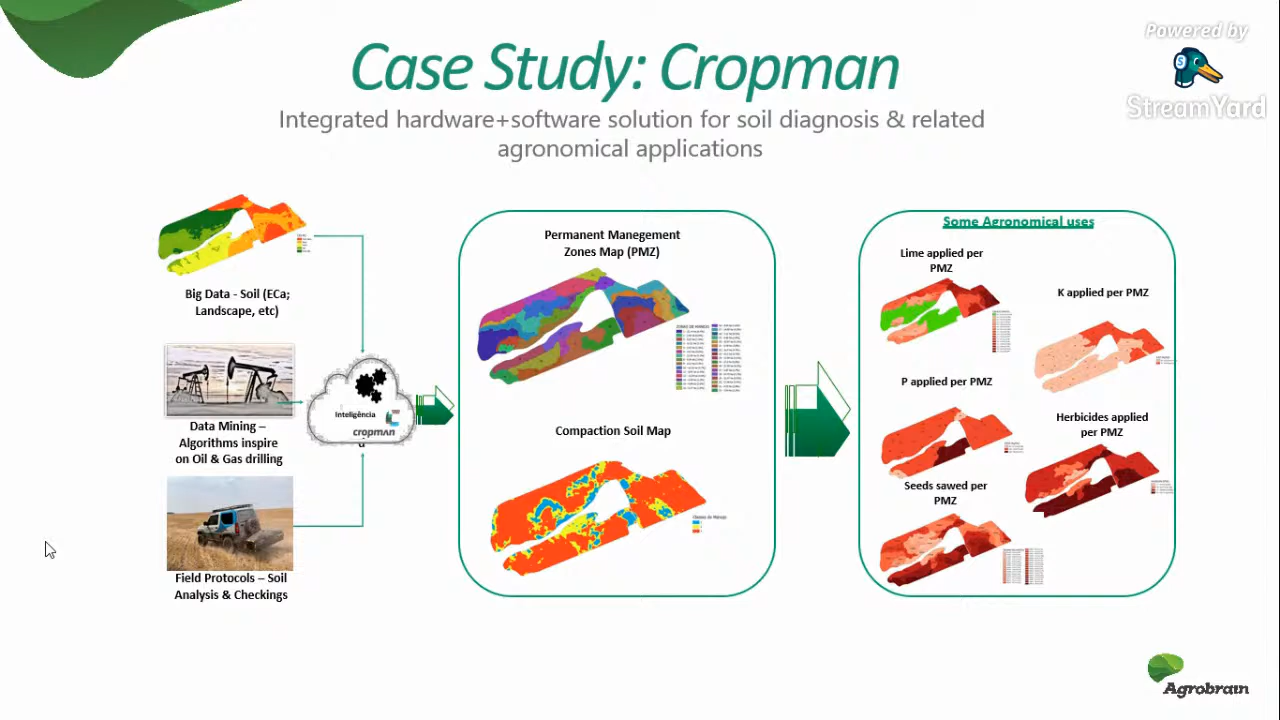 Powered by
StreamYard
Case Study: Cropman
Integrated hardware+software solution for soil diagnosis & related
agronomical applications
Big Data - Soil (ECa;
Landscape, etc)
Data Mining –
Algorithms inspire
on Oil & Gas drilling
Field Protocols – Soil
Analysis & Checkings
Inteligência
cropman
Permanent Manegement
Zones Map (PMZ)
Compaction Soil Map
Some Agronomical uses
Lime applied per
PMZ
K applied per PMZ
P applied per PMZ
Herbicides applied
per PMZ
Seeds sawed per
PMZ
Agrobrain